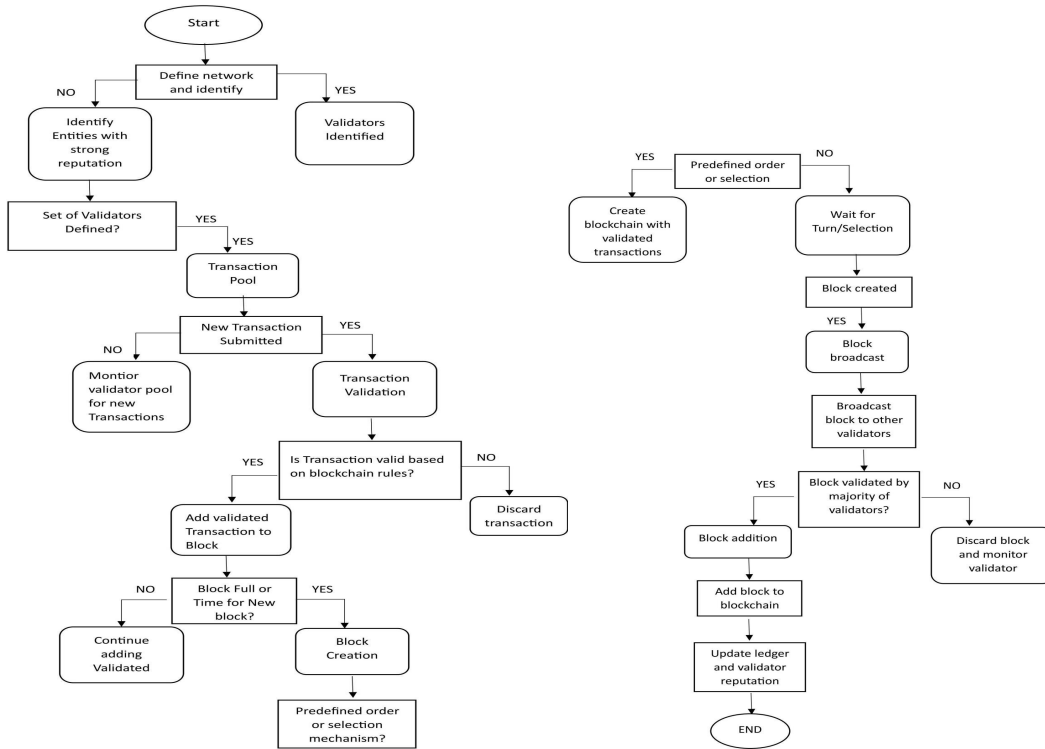 Start
Define network
and identify
NO
YES
Identify
Entities with
strong
reputation
Validators
Identified
Set of Validators
Defined?
YES
YES
Transaction
Pool
New Transaction
Submitted
NO
YES
Montior
validator pool
for new
Transactions
Transaction
Validation
Is Transaction valid based
on blockchain rules?
YES
NO
Add validated
Transaction to
Block
Discard
transaction
Block Full or
Time for New
block?
NO
YES
Continue
adding
Validated
Block
Creation
Predefined order
or selection
mechanism?
Predefined order
or selection
YES
NO
Create
blockchain with
validated
transactions
Wait for
Turn/Selection
Block created
YES
Block
broadcast
Broadcast
block to other
validators
Block validated by
majority of
validators?
YES
NO
Block addition
Discard block
and monitor
validator
Add block to
blockchain
Update ledger
and validator
reputation
END